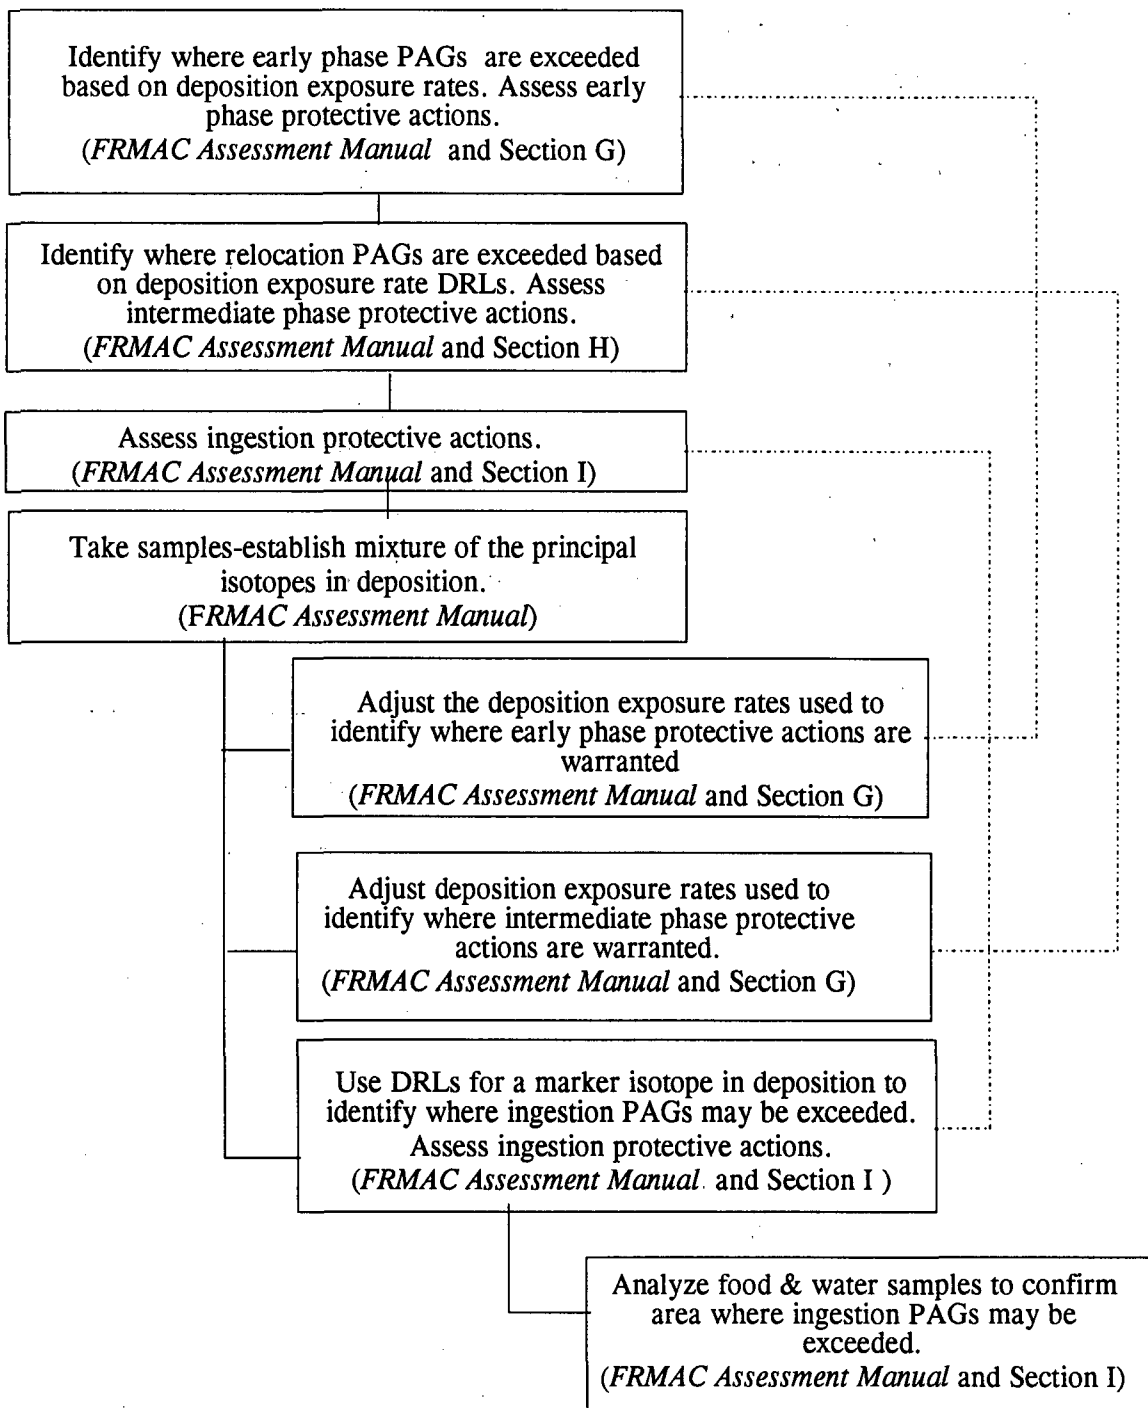 Identify where early phase PAGs are exceeded
based on deposition exposure rates. Assess early
phase protective actions.
(FRMAC Assessment Manual and Section G)
Identify where relocation PAGs are exceeded based
on deposition exposure rate DRLs. Assess
intermediate phase protective actions.
(FRMAC Assessment Manual and Section H)
Assess ingestion protective actions.
(FRMAC Assessment Manual and Section I)
Take samples-establish mixture of the principal
isotopes in deposition.
(FRMAC Assessment Manual)
Adjust the deposition exposure rates used to
identify where early phase protective actions are
warranted
(FRMAC Assessment Manual and Section G)
Adjust deposition exposure rates used to
identify where intermediate phase protective
actions are warranted.
(FRMAC Assessment Manual and Section G)
Use DRLs for a marker isotope in deposition to
identify where ingestion PAGs may be exceeded.
Assess ingestion protective actions.
(FRMAC Assessment Manual and Section I )
Analyze food & water samples to confirm
area where ingestion PAGs may be
exceeded.
(FRMAC Assessment Manual and Section I)